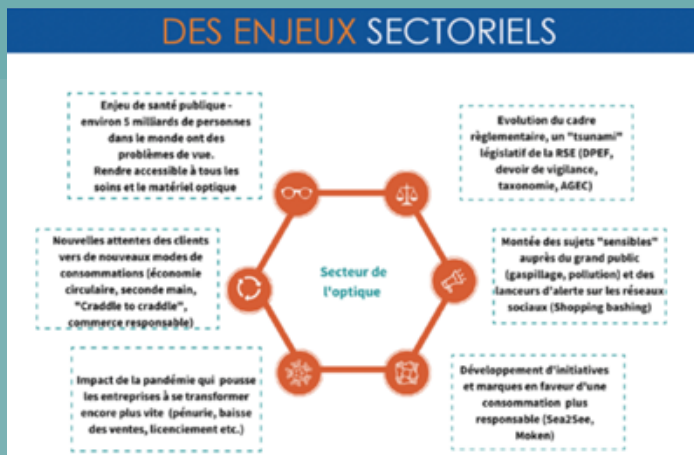 DES ENJEUX SECTORIELS
Enjeu de santé publique -
environ 5 milliards de personnes
dans le monde ont des
problèmes de vue.
Rendre accessible à tous les
soins et le matériel optique
Evolution du cadre
règlementaire, un "tsunami"
législatif de la RSE (DPEF,
devoir de vigilance,
taxonomie, AGEC)
Nouvelles attentes des clients
vers de nouveaux modes de
consommations (économie
circulaire, seconde main,
"Craddle to craddle",
commerce responsable)
Secteur de
l'optique
Montée des sujets "sensibles"
auprès du grand public
(gaspillage, pollution) et des
lanceurs d'alerte sur les réseaux
sociaux (Shopping bashing)
Impact de la pandémie qui pousse
les entreprises à se transformer
encore plus vite (pénurie, baisse
des ventes, licenciement etc.)
Développement d'initiatives
et marques en faveur d'une
consommation plus
responsable (Sea2See,
Moken)